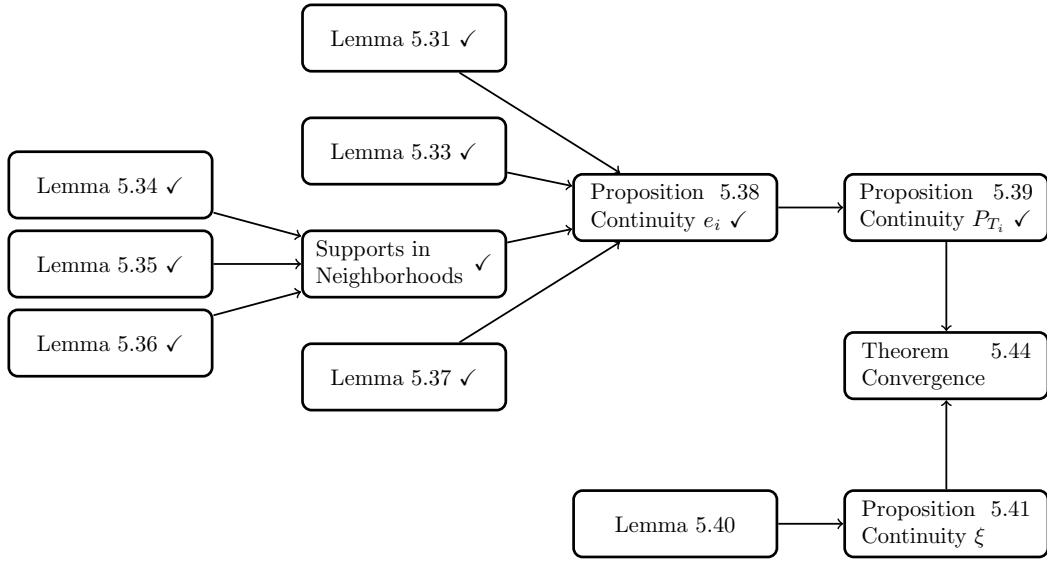 Lemma 5.31 ✓
Lemma 5.33 ✓
Lemma 5.34 ✓
Proposition 5.38
Continuity e_i ✓
Proposition 5.39
Continuity P_{T_i} ✓
Lemma 5.35 ✓
Supports in
Neighborhoods ✓
Lemma 5.36 ✓
Lemma 5.37 ✓
Theorem 5.44
Convergence
Lemma 5.40
Proposition 5.41
Continuity ξ